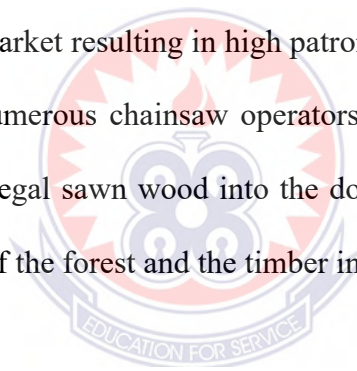 arket resulting in high patron
umerous chainsaw operators
egal sawn wood into the do
f the forest and the timber in
EDUCATION FOR SERVICE